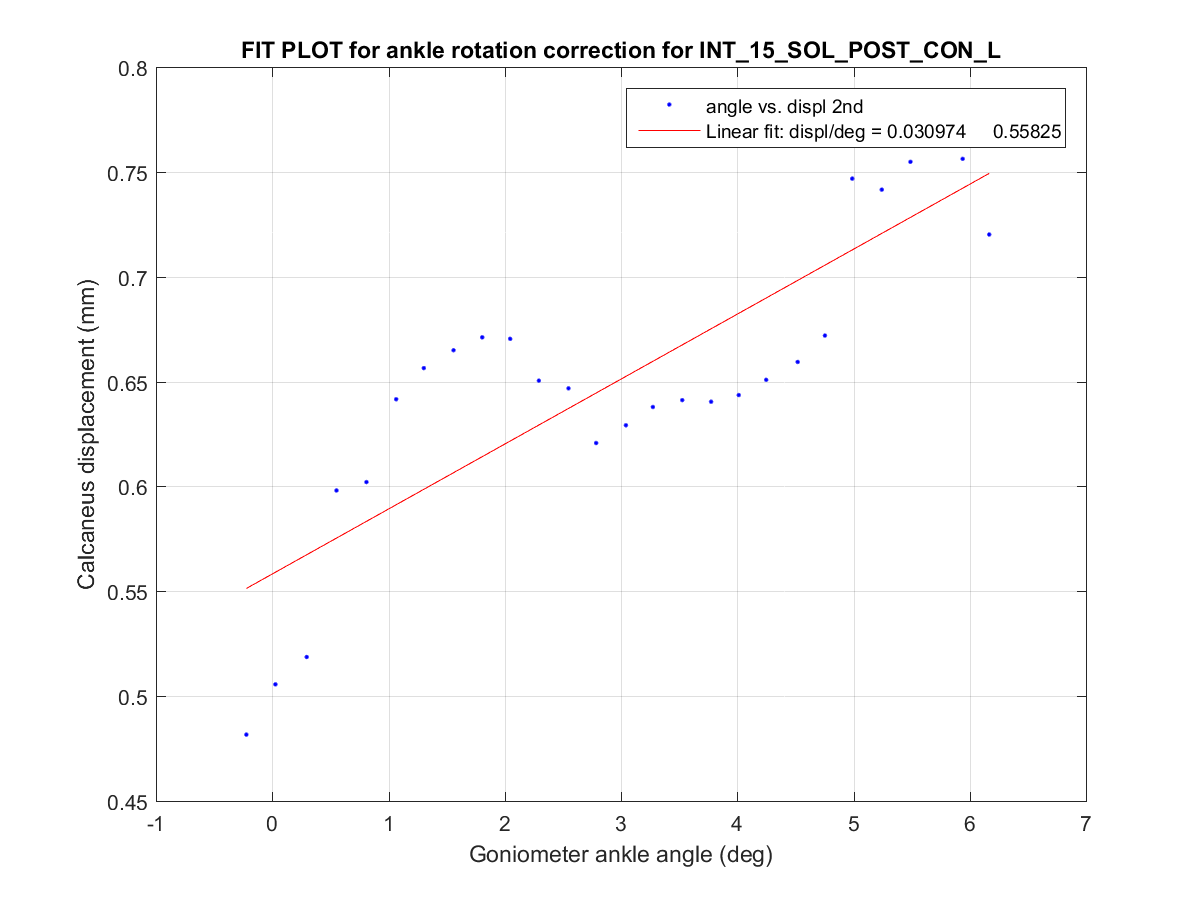 FIT PLOT for ankle rotation correction for INT_15_SOL_POST_CON_L
0.8
0.75
0.7
0.65
0.6
0.55
0.5
0.45
Calcaneus displacement (mm)
angle vs. displ 2nd
Linear fit: displ/deg = 0.030974 0.55825
-1 0 1 2 3 4 5 6 7
Goniometer ankle angle (deg)